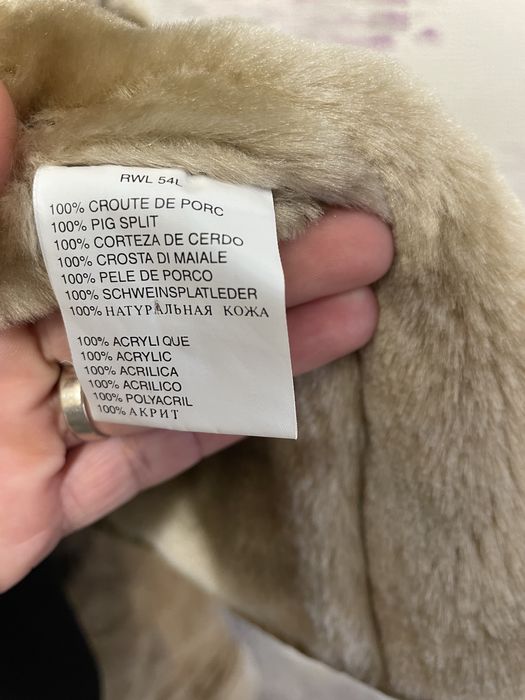 RWL 54L
100% CROUTE DE PORC
100% PIG SPLIT
100% CORTEZA DE CERDO
100% CROSTA DI MAIALE
100% PELE DE PORCO
100% SCHWEINSPLATLEDER
100% НАТУРАЛЬНАЯ КОЖА
100% ACRYLI QUE
100% ACRYLIC
100% ACRILICA
100% ACRILICO
100% POLYACRIL
100% АКРИТ